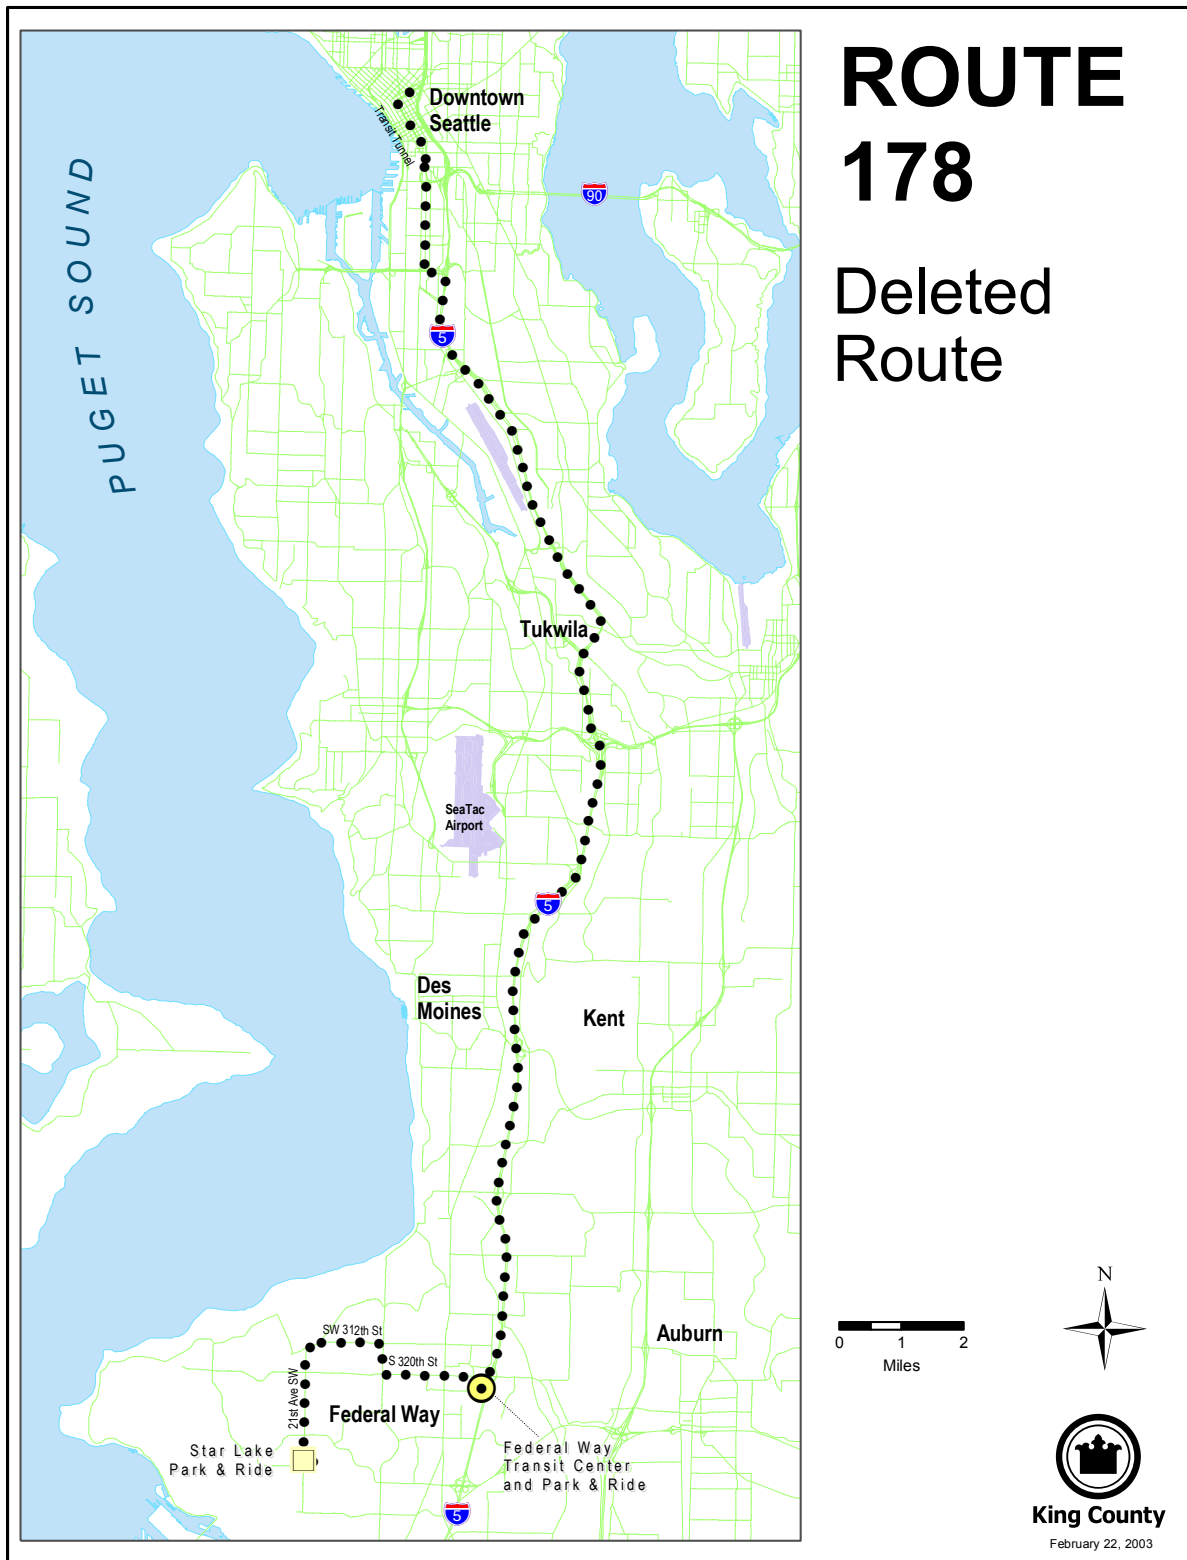 ROUTE
178
Deleted
Route
Downtown
Seattle
Transit Tunnel
90
PUGET SOUND
5
Tukwila
SeaTac
Airport
5
Des
Moines
Kent
SW 312th St
S 320th St
21st Ave SW
Auburn
Federal Way
Star Lake
Park & Ride
Federal Way
Transit Center
and Park & Ride
5
N
0 1 2
Miles
King County
February 22, 2003